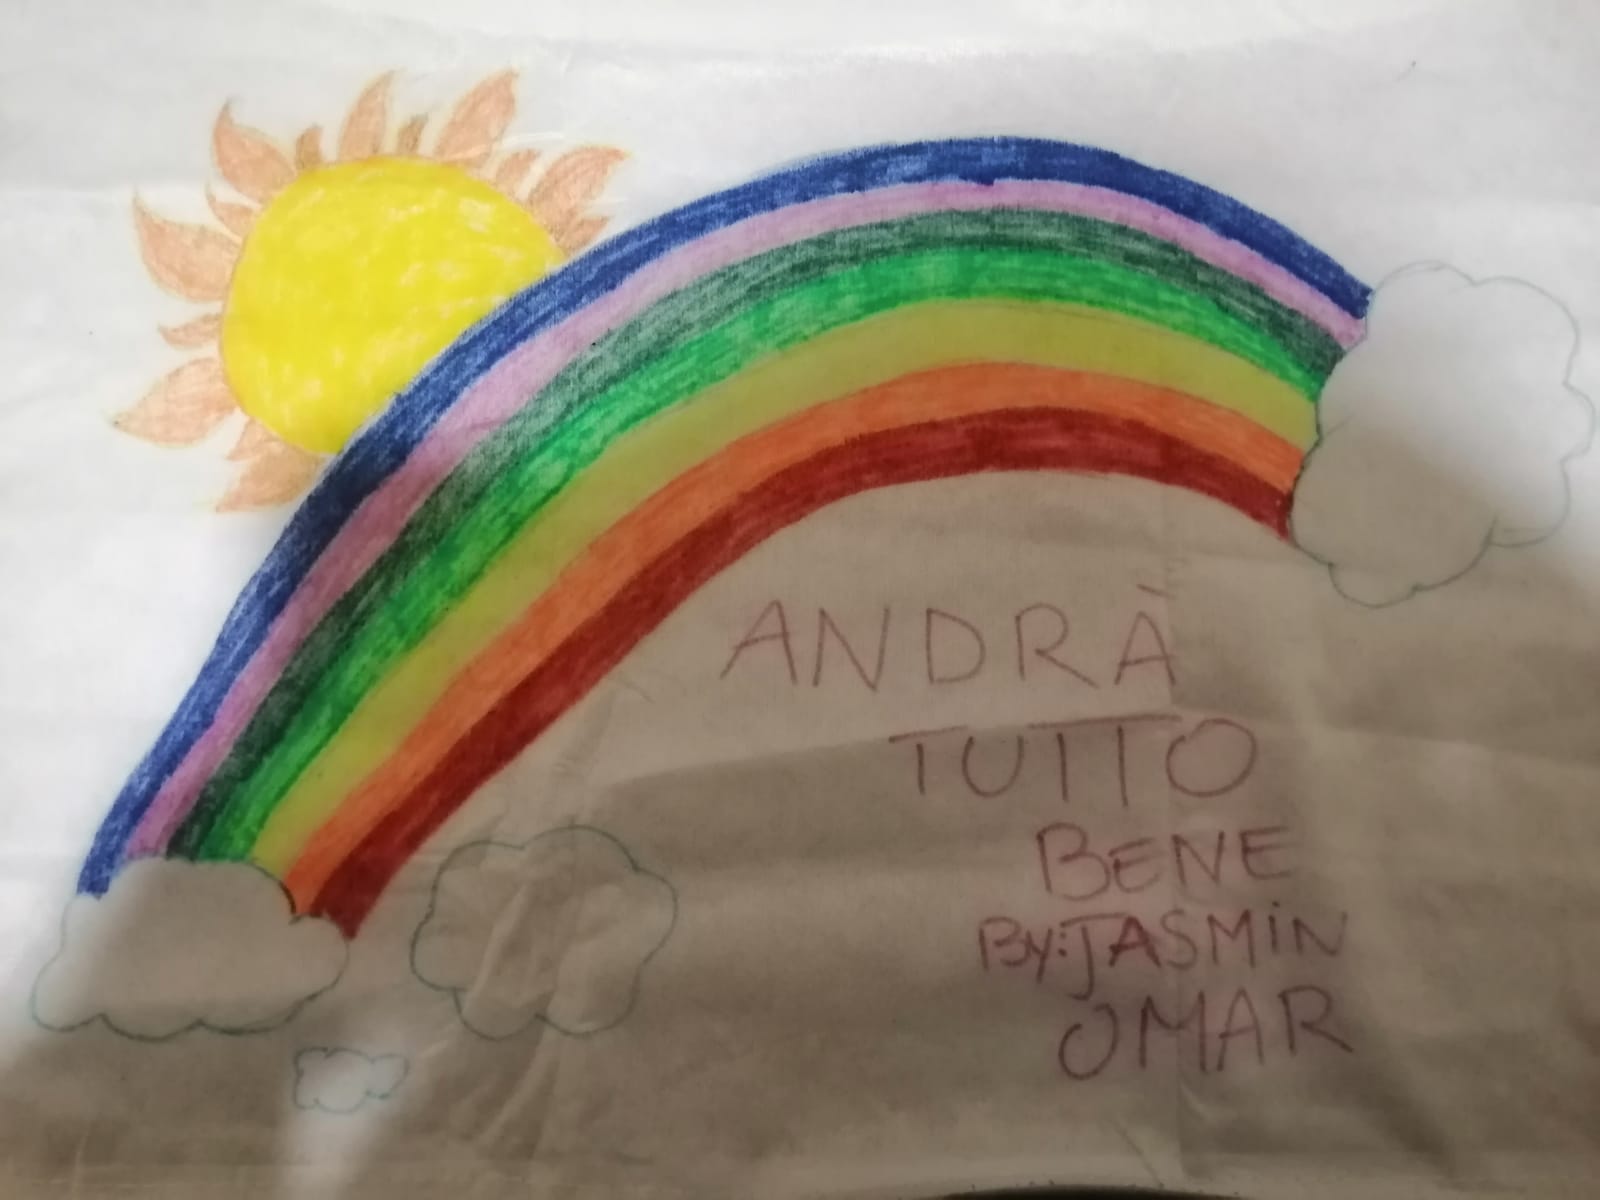 ANDRÀ
TUTTO
BENE
By:JASMiN
OMAR